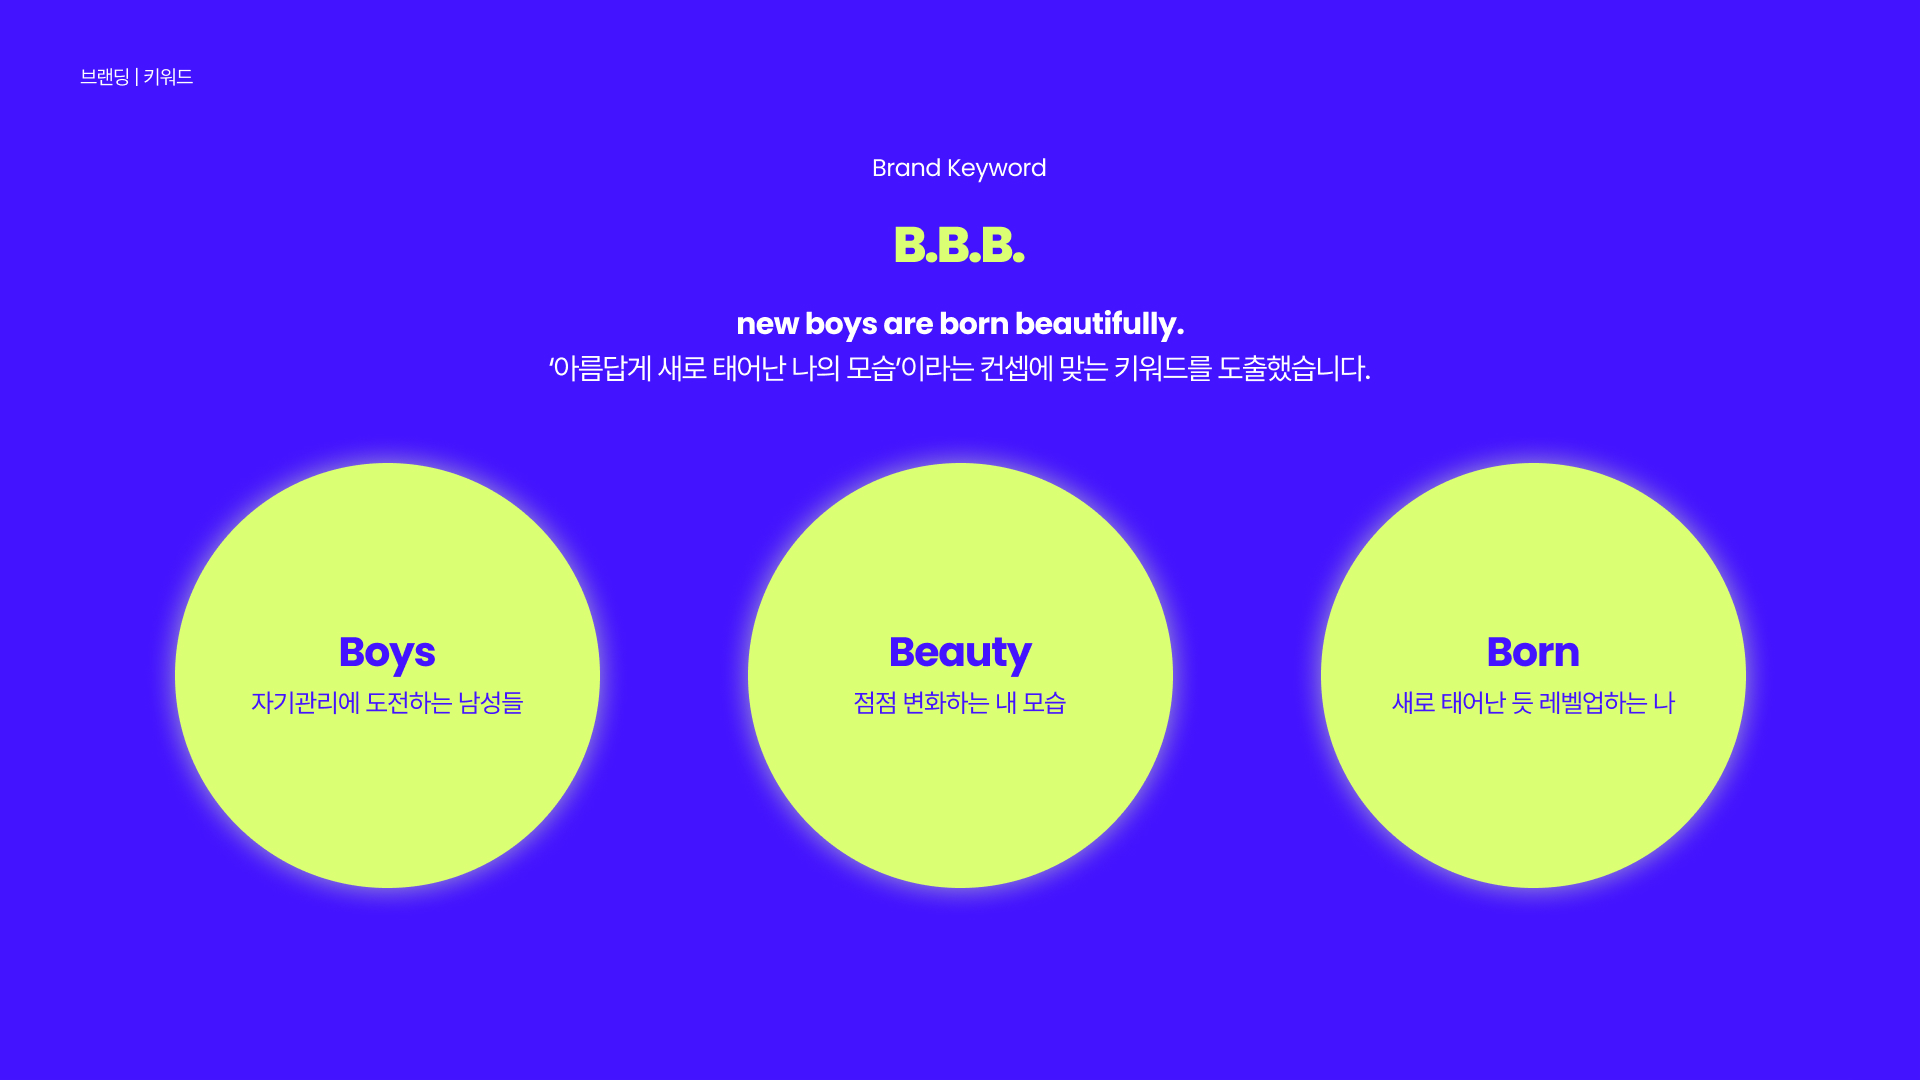 브랜딩 | 키워드
Brand Keyword
B.B.B.
new boys are born beautifully.
‘아름답게 새로 태어난 나의 모습’이라는 컨셉에 맞는 키워드를 도출했습니다.
Boys
자기관리에 도전하는 남성들
Beauty
점점 변화하는 내 모습
Born
새로 태어난 듯 레벨업하는 나